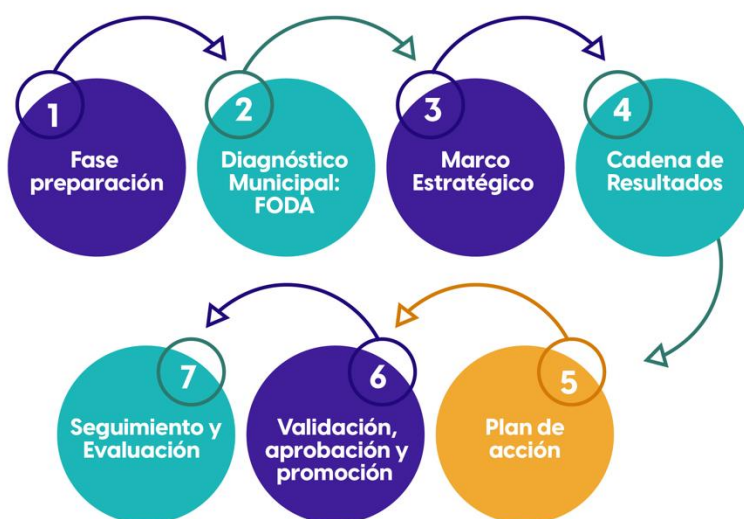 1
Fase
preparación
2
Diagnóstico
Municipal:
FODA
3
Marco
Estratégico
4
Cadena de
Resultados
5
Plan de
acción
6
Validación,
aprobación y
promoción
7
Seguimiento y
Evaluación